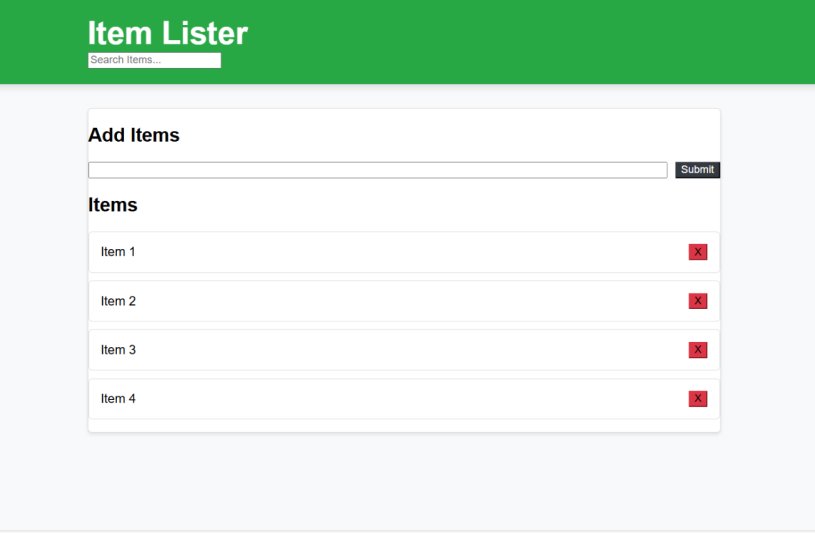 Item Lister
Search Items...
Add Items
Submit
Items
Item 1 X
Item 2 X
Item 3 X
Item 4 X